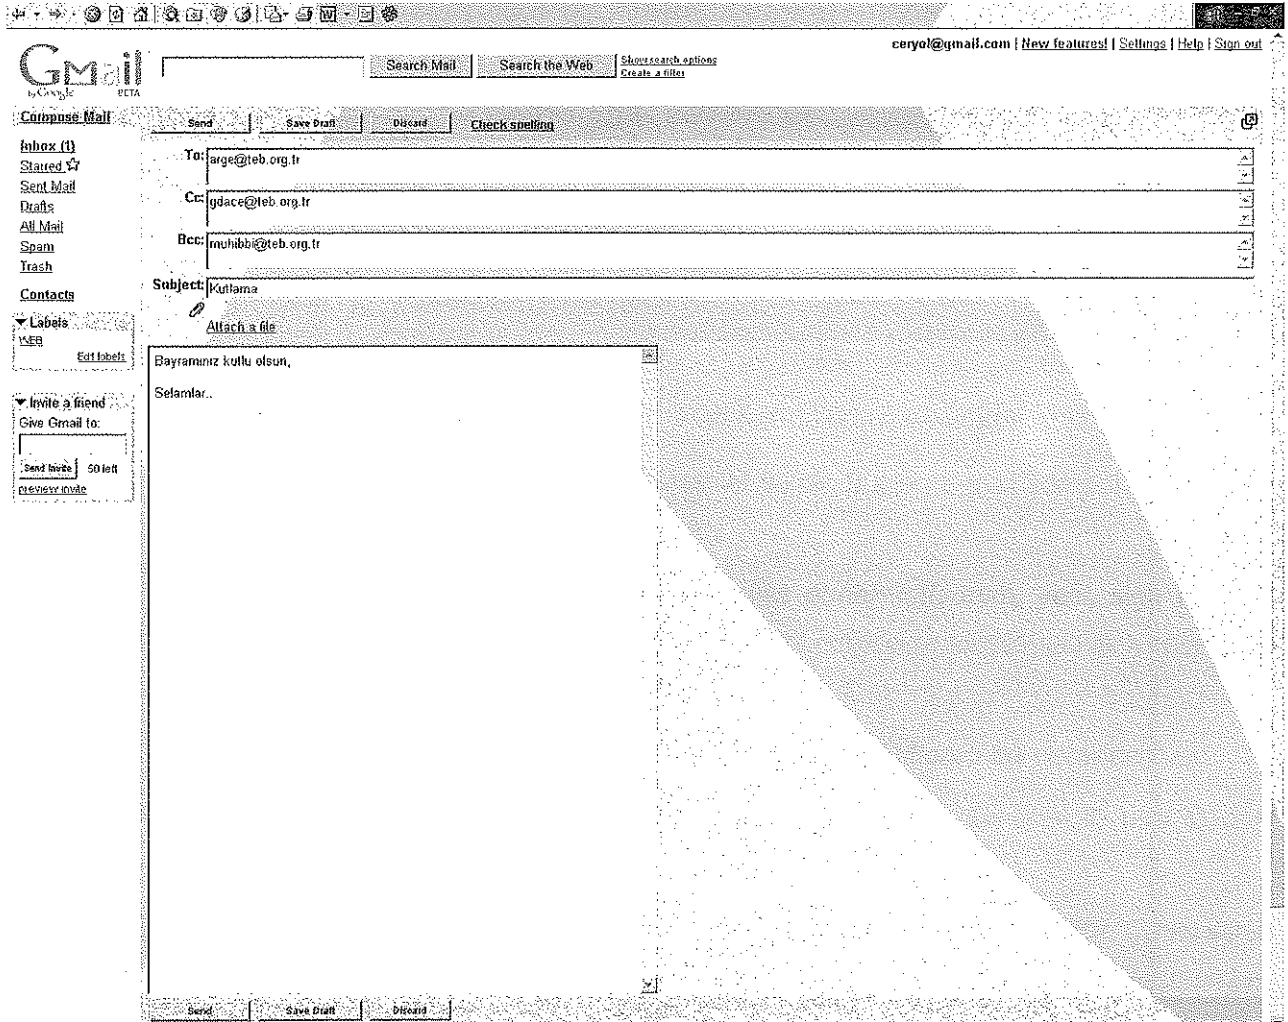 ceryol@gmail.com | New features! | Settings | Help | Sign out
Gmail
by Google BETA
Search Mail Search the Web Show search options
Create a filter
Compose Mail
Send Save Draft Discard Check spelling
Inbox (1)
Starred
Sent Mail
Drafts
All Mail
Spam
Trash
Contacts
Labels
WEB
Edit labels
Invite a friend
Give Gmail to:
Send Invite 50 left
preview invite
To: arge@teb.org.tr
Cc: gdace@teb.org.tr
Bcc: muhibbi@teb.org.tr
Subject: Kutlama
Attach a file
Bayramınız kutlu olsun,
Selamlar..
Send Save Draft Discard